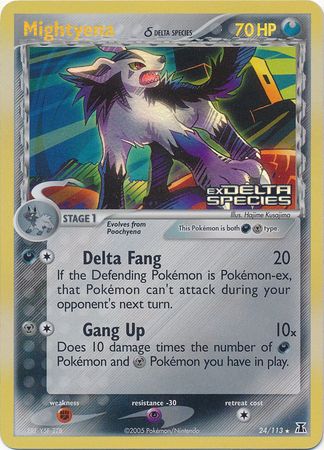 Mightyena δ DELTA SPECIES 70 HP
EX DELTA
SPECIES
Illus. Hajime Kusajima
STAGE 1
Evolves from
Poochyena
This Pokémon is both
Delta Fang 20
If the Defending Pokémon is Pokémon-ex,
that Pokémon can't attack during your
opponent's next turn.
Gang Up 10x
Does 10 damage times the number of
Pokémon and Pokémon you have in play.
weakness resistance -30 retreat cost
©2005 Pokémon/Nintendo 24/113 ★